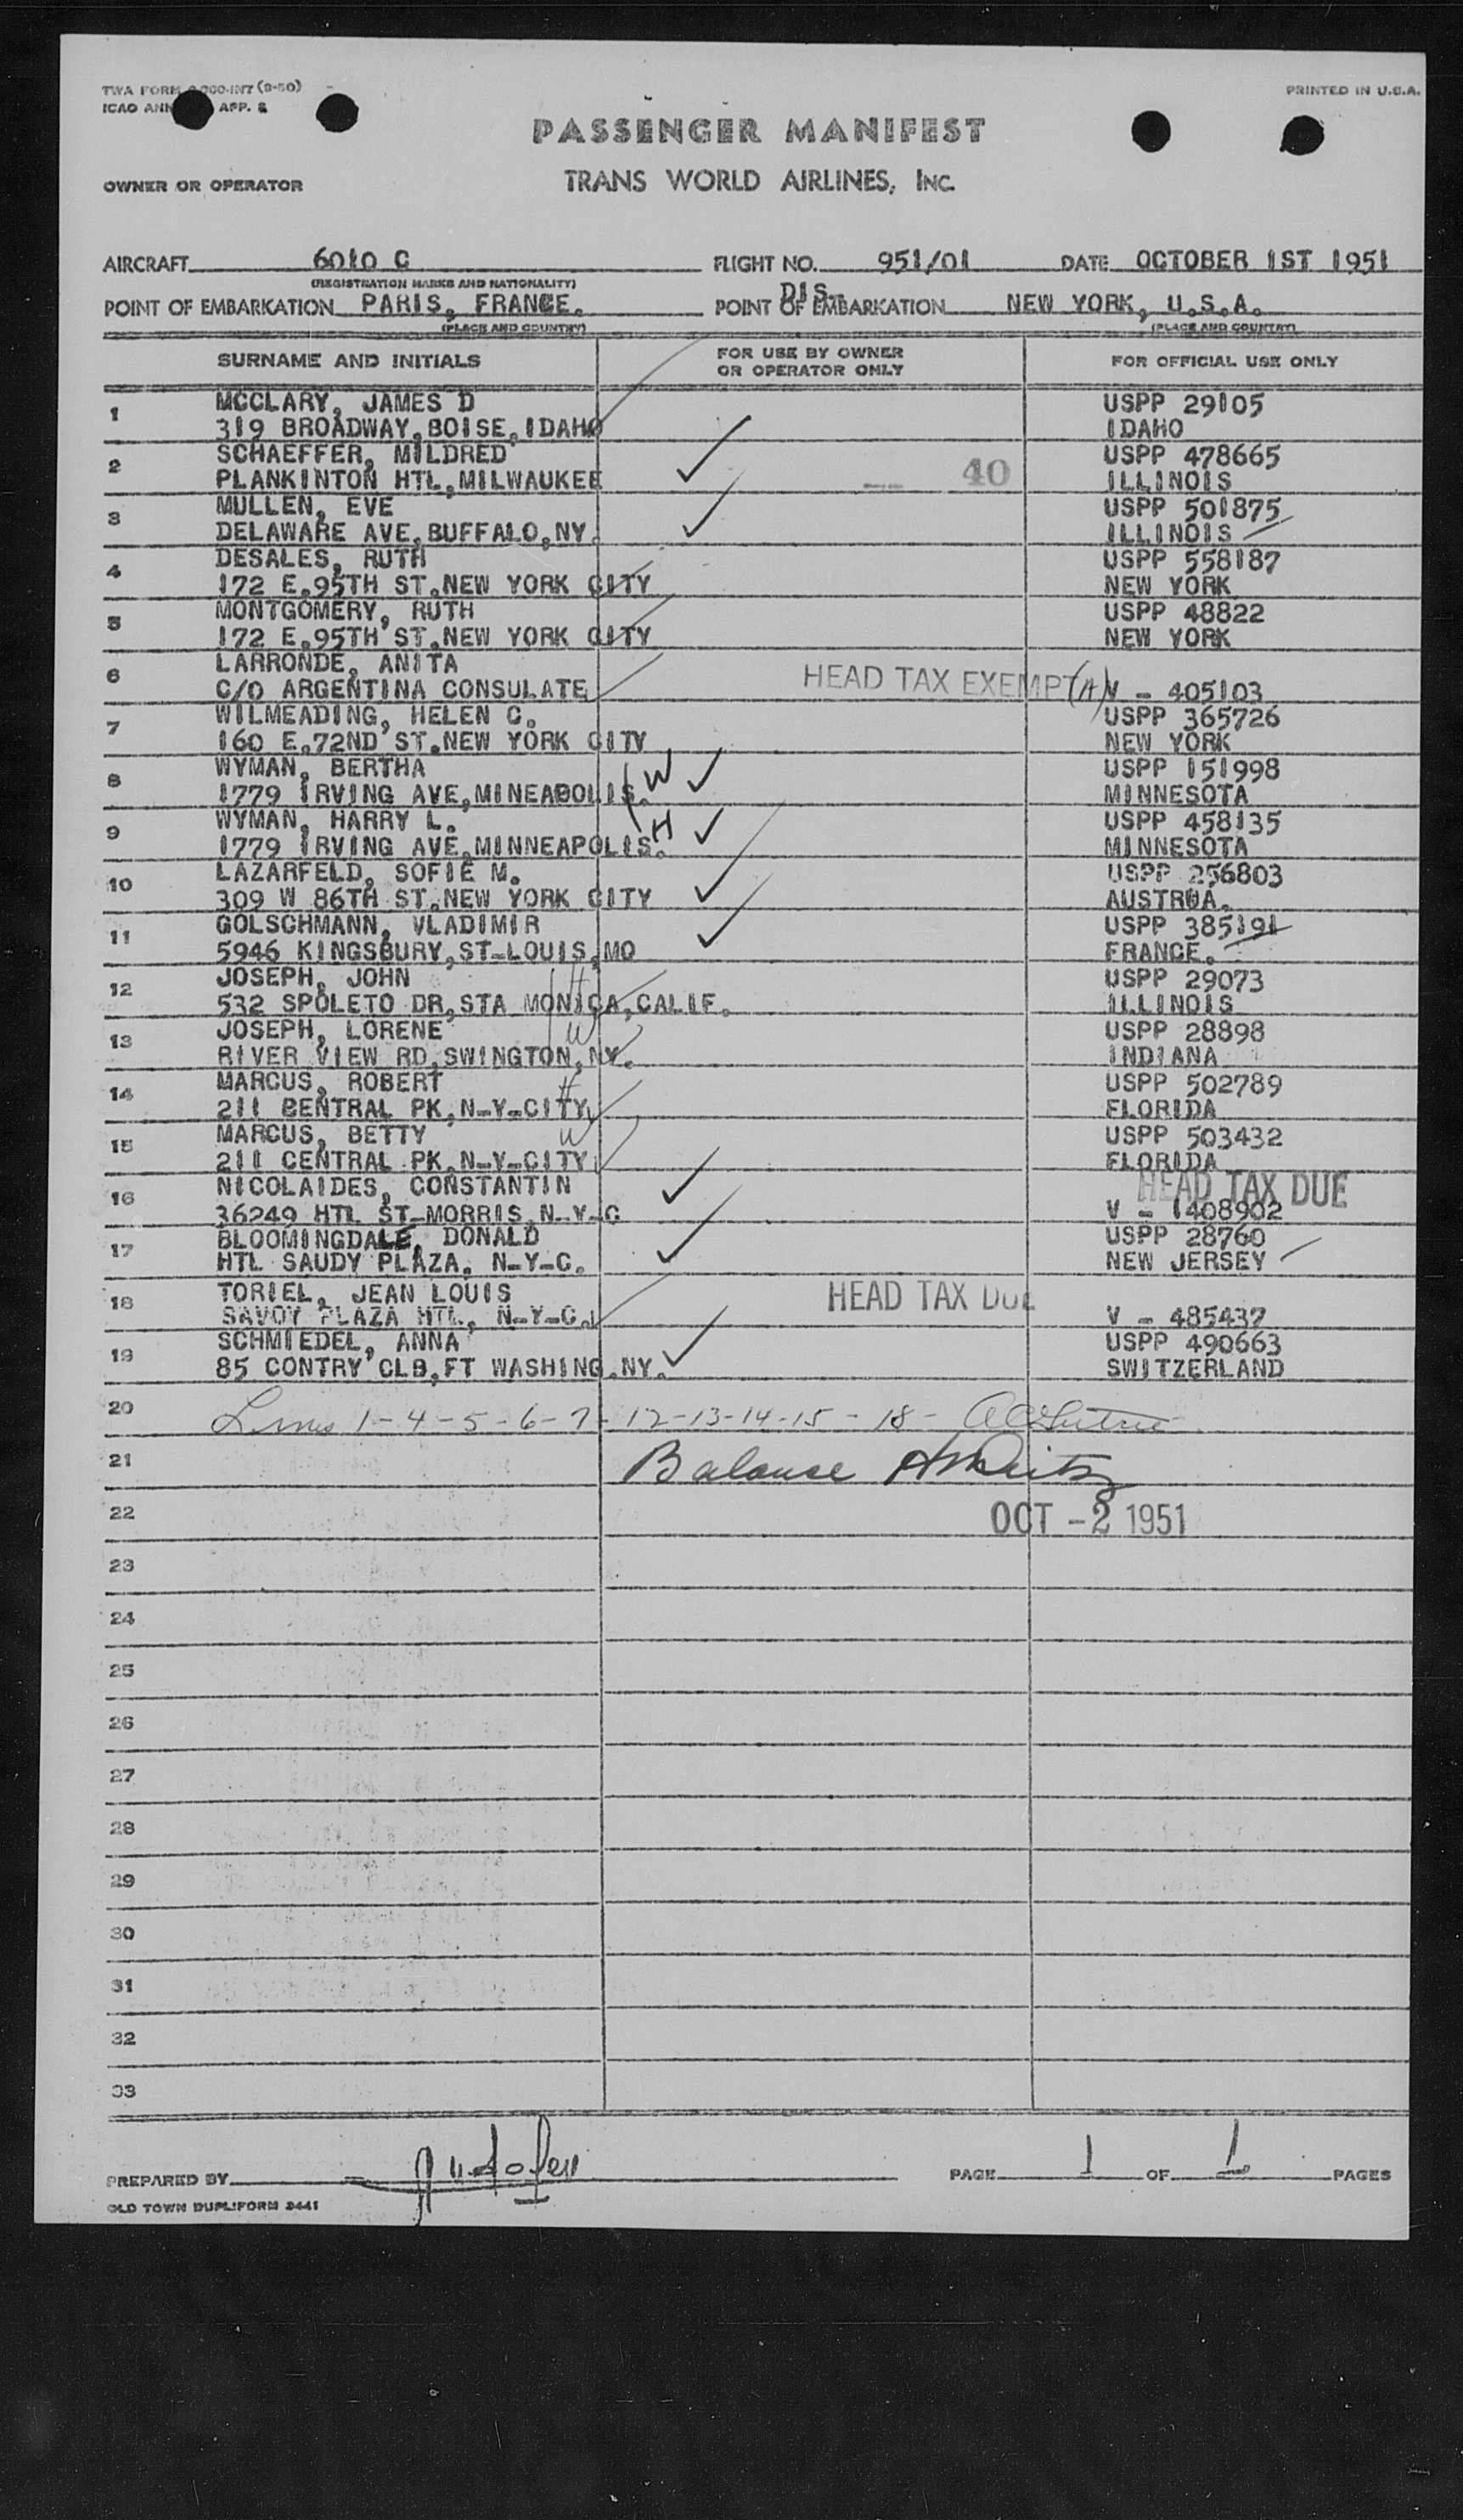 TWA FORM (9-50)
PRINTED IN U.S.A.
ICAO APP. 2
PASSENGER MANIFEST
OWNER OR OPERATOR TRANS WORLD AIRLINES, INC.
AIRCRAFT 6010 C FLIGHT NO. 951/01 DATE OCTOBER 1ST 1951
(REGISTRATION MARKS AND NATIONALITY)
DIS-
POINT OF EMBARKATION PARIS, FRANCE. POINT OF EMBARKATION NEW YORK, U.S.A.
(PLACE AND COUNTRY) (PLACE AND COUNTRY)
SURNAME AND INITIALS FOR USE BY OWNER OR OPERATOR ONLY FOR OFFICIAL USE ONLY
1 MCCLARY, JAMES D USPP 29105
319 BROADWAY,BOISE,IDAHO IDAHO
2 SCHAEFFER, MILDRED USPP 478665
PLANKINTON HTL,MILWAUKEE 40 ILLINOIS
3 MULLEN, EVE USPP 501875
DELAWARE AVE,BUFFALO,NY. ILLINOIS
4 DESALES, RUTH USPP 558187
172 E.95TH ST.NEW YORK CITY NEW YORK
5 MONTGOMERY, RUTH USPP 48822
172 E.95TH ST.NEW YORK CITY NEW YORK
6 LARRONDE, ANITA
C/O ARGENTINA CONSULATE HEAD TAX EXEMPT (A) V - 405103
7 WILMEADING, HELEN C. USPP 365726
160 E.72ND ST.NEW YORK CITY NEW YORK
8 WYMAN, BERTHA W USPP 151998
1779 IRVING AVE,MINEAPOLIS. MINNESOTA
9 WYMAN, HARRY L. H USPP 458135
1779 IRVING AVE,MINNEAPOLIS. MINNESOTA
10 LAZARFELD, SOFIE M. USPP 256803
309 W 86TH ST.NEW YORK CITY AUSTRUA.
11 GOLSCHMANN, VLADIMIR USPP 385191
5946 KINGSBURY,ST-LOUIS,MO FRANCE.
12 JOSEPH, JOHN H USPP 29073
532 SPOLETO DR,STA MONICA,CALIF. ILLINOIS
13 JOSEPH, LORENE W USPP 28898
RIVER VIEW RD,SWINGTON,NY. INDIANA
14 MARCUS, ROBERT H USPP 502789
211 CENTRAL PK,N-Y-CITY FLORIDA
15 MARCUS, BETTY W USPP 503432
211 CENTRAL PK,N-Y-CITY FLORIDA
16 NICOLAIDES, CONSTANTIN HEAD TAX DUE
36249 HTL ST-MORRIS,N-Y-C V - 1408902
17 BLOOMINGDALE, DONALD USPP 28760
HTL SAUDY PLAZA, N-Y-C. NEW JERSEY
18 TORIEL, JEAN LOUIS HEAD TAX DUE
SAVOY PLAZA HTL, N-Y-C. V - 485437
19 SCHMIEDEL, ANNA USPP 490663
85 CONTRY CLB,FT WASHING.NY. SWITZERLAND
20 Lines 1-4-5-6-7-12-13-14-15-18-
21 Balance
22 OCT -2 1951
23
24
25
26
27
28
29
30
31
32
33
PREPARED BY PAGE 1 OF 1 PAGES
OLD TOWN DUPLIFORM 2441